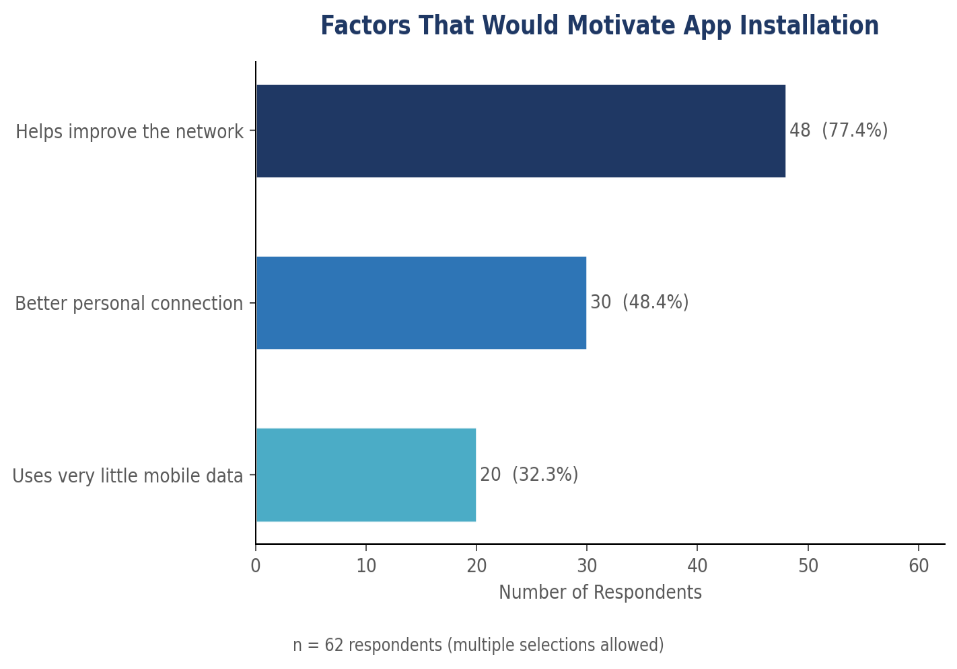 Factors That Would Motivate App Installation
Helps improve the network
48 (77.4%)
Better personal connection
30 (48.4%)
Uses very little mobile data
20 (32.3%)
0 10 20 30 40 50 60
Number of Respondents
n = 62 respondents (multiple selections allowed)